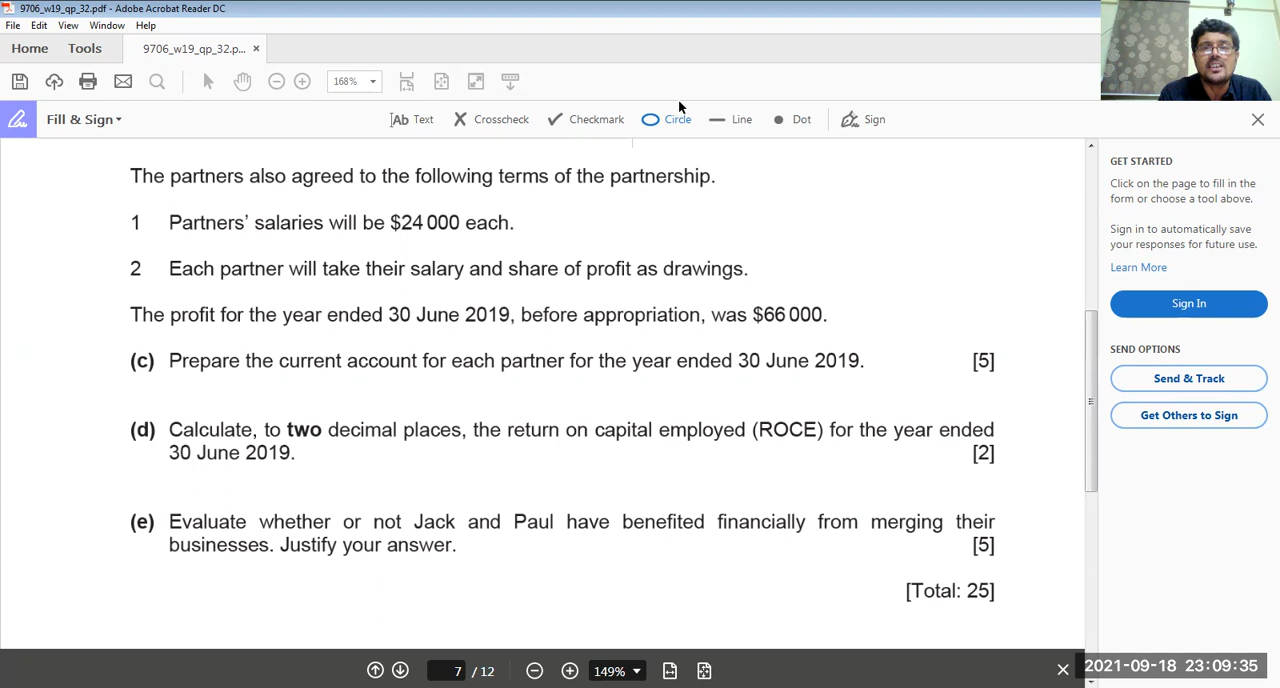 9706_w19_qp_32.pdf - Adobe Acrobat Reader DC
File Edit View Window Help
Home Tools 9706_w19_qp_32.p... ×
168%
Fill & Sign
Text Crosscheck Checkmark Circle Line Dot Sign
The partners also agreed to the following terms of the partnership.
1 Partners' salaries will be $24 000 each.
2 Each partner will take their salary and share of profit as drawings.
The profit for the year ended 30 June 2019, before appropriation, was $66 000.
(c) Prepare the current account for each partner for the year ended 30 June 2019. [5]
(d) Calculate, to two decimal places, the return on capital employed (ROCE) for the year ended
30 June 2019. [2]
(e) Evaluate whether or not Jack and Paul have benefited financially from merging their
businesses. Justify your answer. [5]
[Total: 25]
GET STARTED
Click on the page to fill in the
form or choose a tool above.
Sign in to automatically save
your responses for future use.
Learn More
Sign In
SEND OPTIONS
Send & Track
Get Others to Sign
7 / 12 149%
2021-09-18 23:09:35